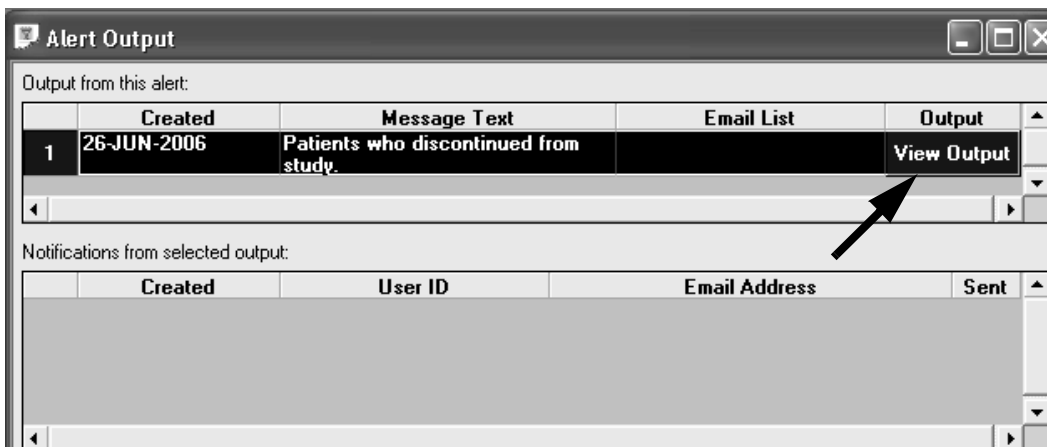 Alert Output
Output from this alert:
Created Message Text Email List Output
1 26-JUN-2006 Patients who discontinued from View Output
study.
Notifications from selected output:
Created User ID Email Address Sent